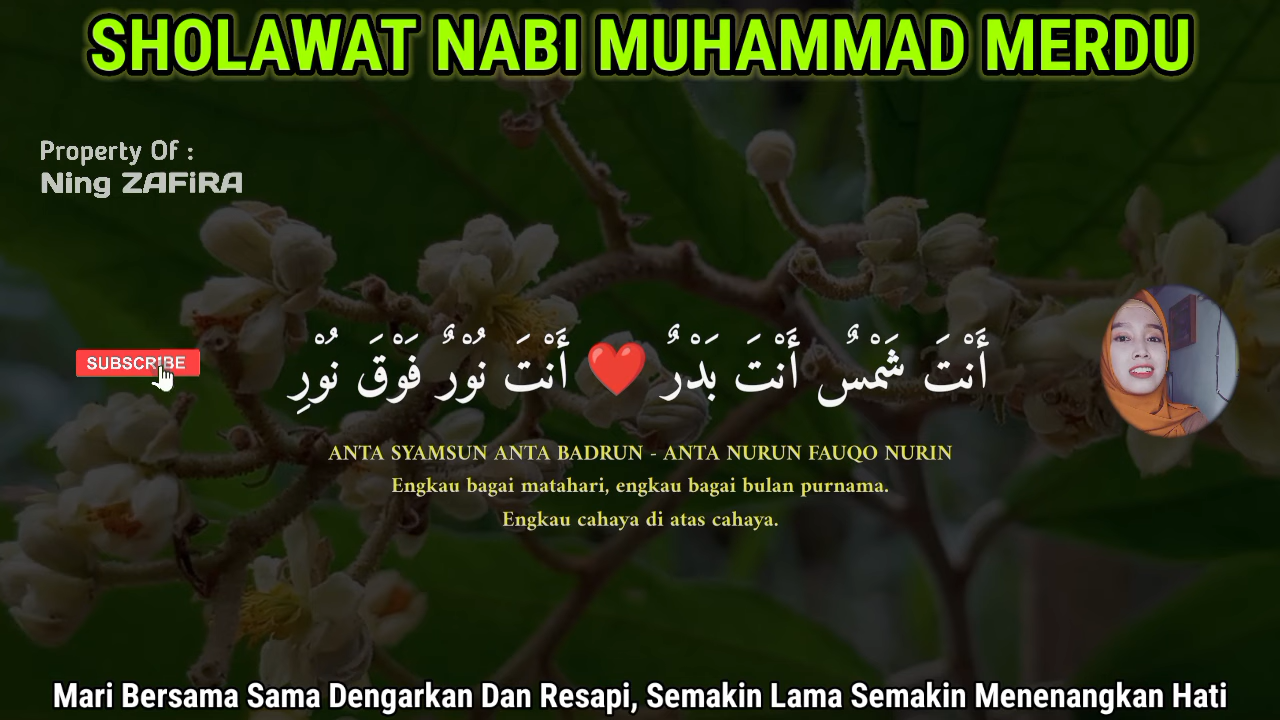 SHOLAWAT NABI MUHAMMAD MERDU
Property Of :
Ning ZAFiRA
SUBSCRIBE
أَنْتَ شَمْسٌ أَنْتَ بَدْرٌ ❤️ أَنْتَ نُوْرٌ فَوْقَ نُوْرِ
ANTA SYAMSUN ANTA BADRUN - ANTA NURUN FAUQO NURIN
Engkau bagai matahari, engkau bagai bulan purnama.
Engkau cahaya di atas cahaya.
Mari Bersama Sama Dengarkan Dan Resapi, Semakin Lama Semakin Menenangkan Hati